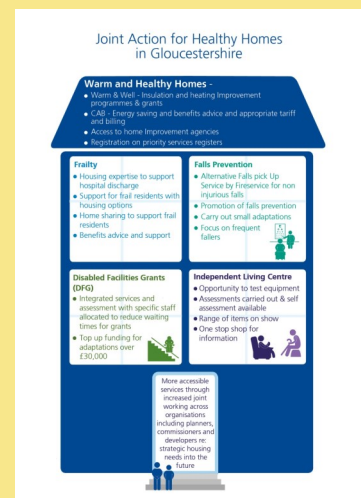 Joint Action for Healthy Homes
in Gloucestershire
Warm and Healthy Homes -
• Warm & Well - Insulation and heating Improvement
programmes & grants
• CAB - Energy saving and benefits advice and appropriate tariff
and billing
• Access to home Improvement agencies
• Registration on priority services registers
Frailty
• Housing expertise to support
hospital discharge
• Support for frail residents with
housing options
• Home sharing to support frail
residents
• Benefits advice and support
Falls Prevention
• Alternative Falls pick Up
Service by Fireservice for non
injurious falls
• Promotion of falls prevention
• Carry out small adaptations
• Focus on frequent
fallers
Disabled Facilities Grants
(DFG)
• Integrated services and
assessment with specific staff
allocated to reduce waiting
times for grants
• Top up funding for
adaptations over
£30,000
Independent Living Centre
• Opportunity to test equipment
• Assessments carried out & self
assessment available
• Range of items on show
• One stop shop for
information
More accessible
services through
increased joint
working across
organisations
including planners,
commissioners and
developers re:
strategic housing
needs into the
future